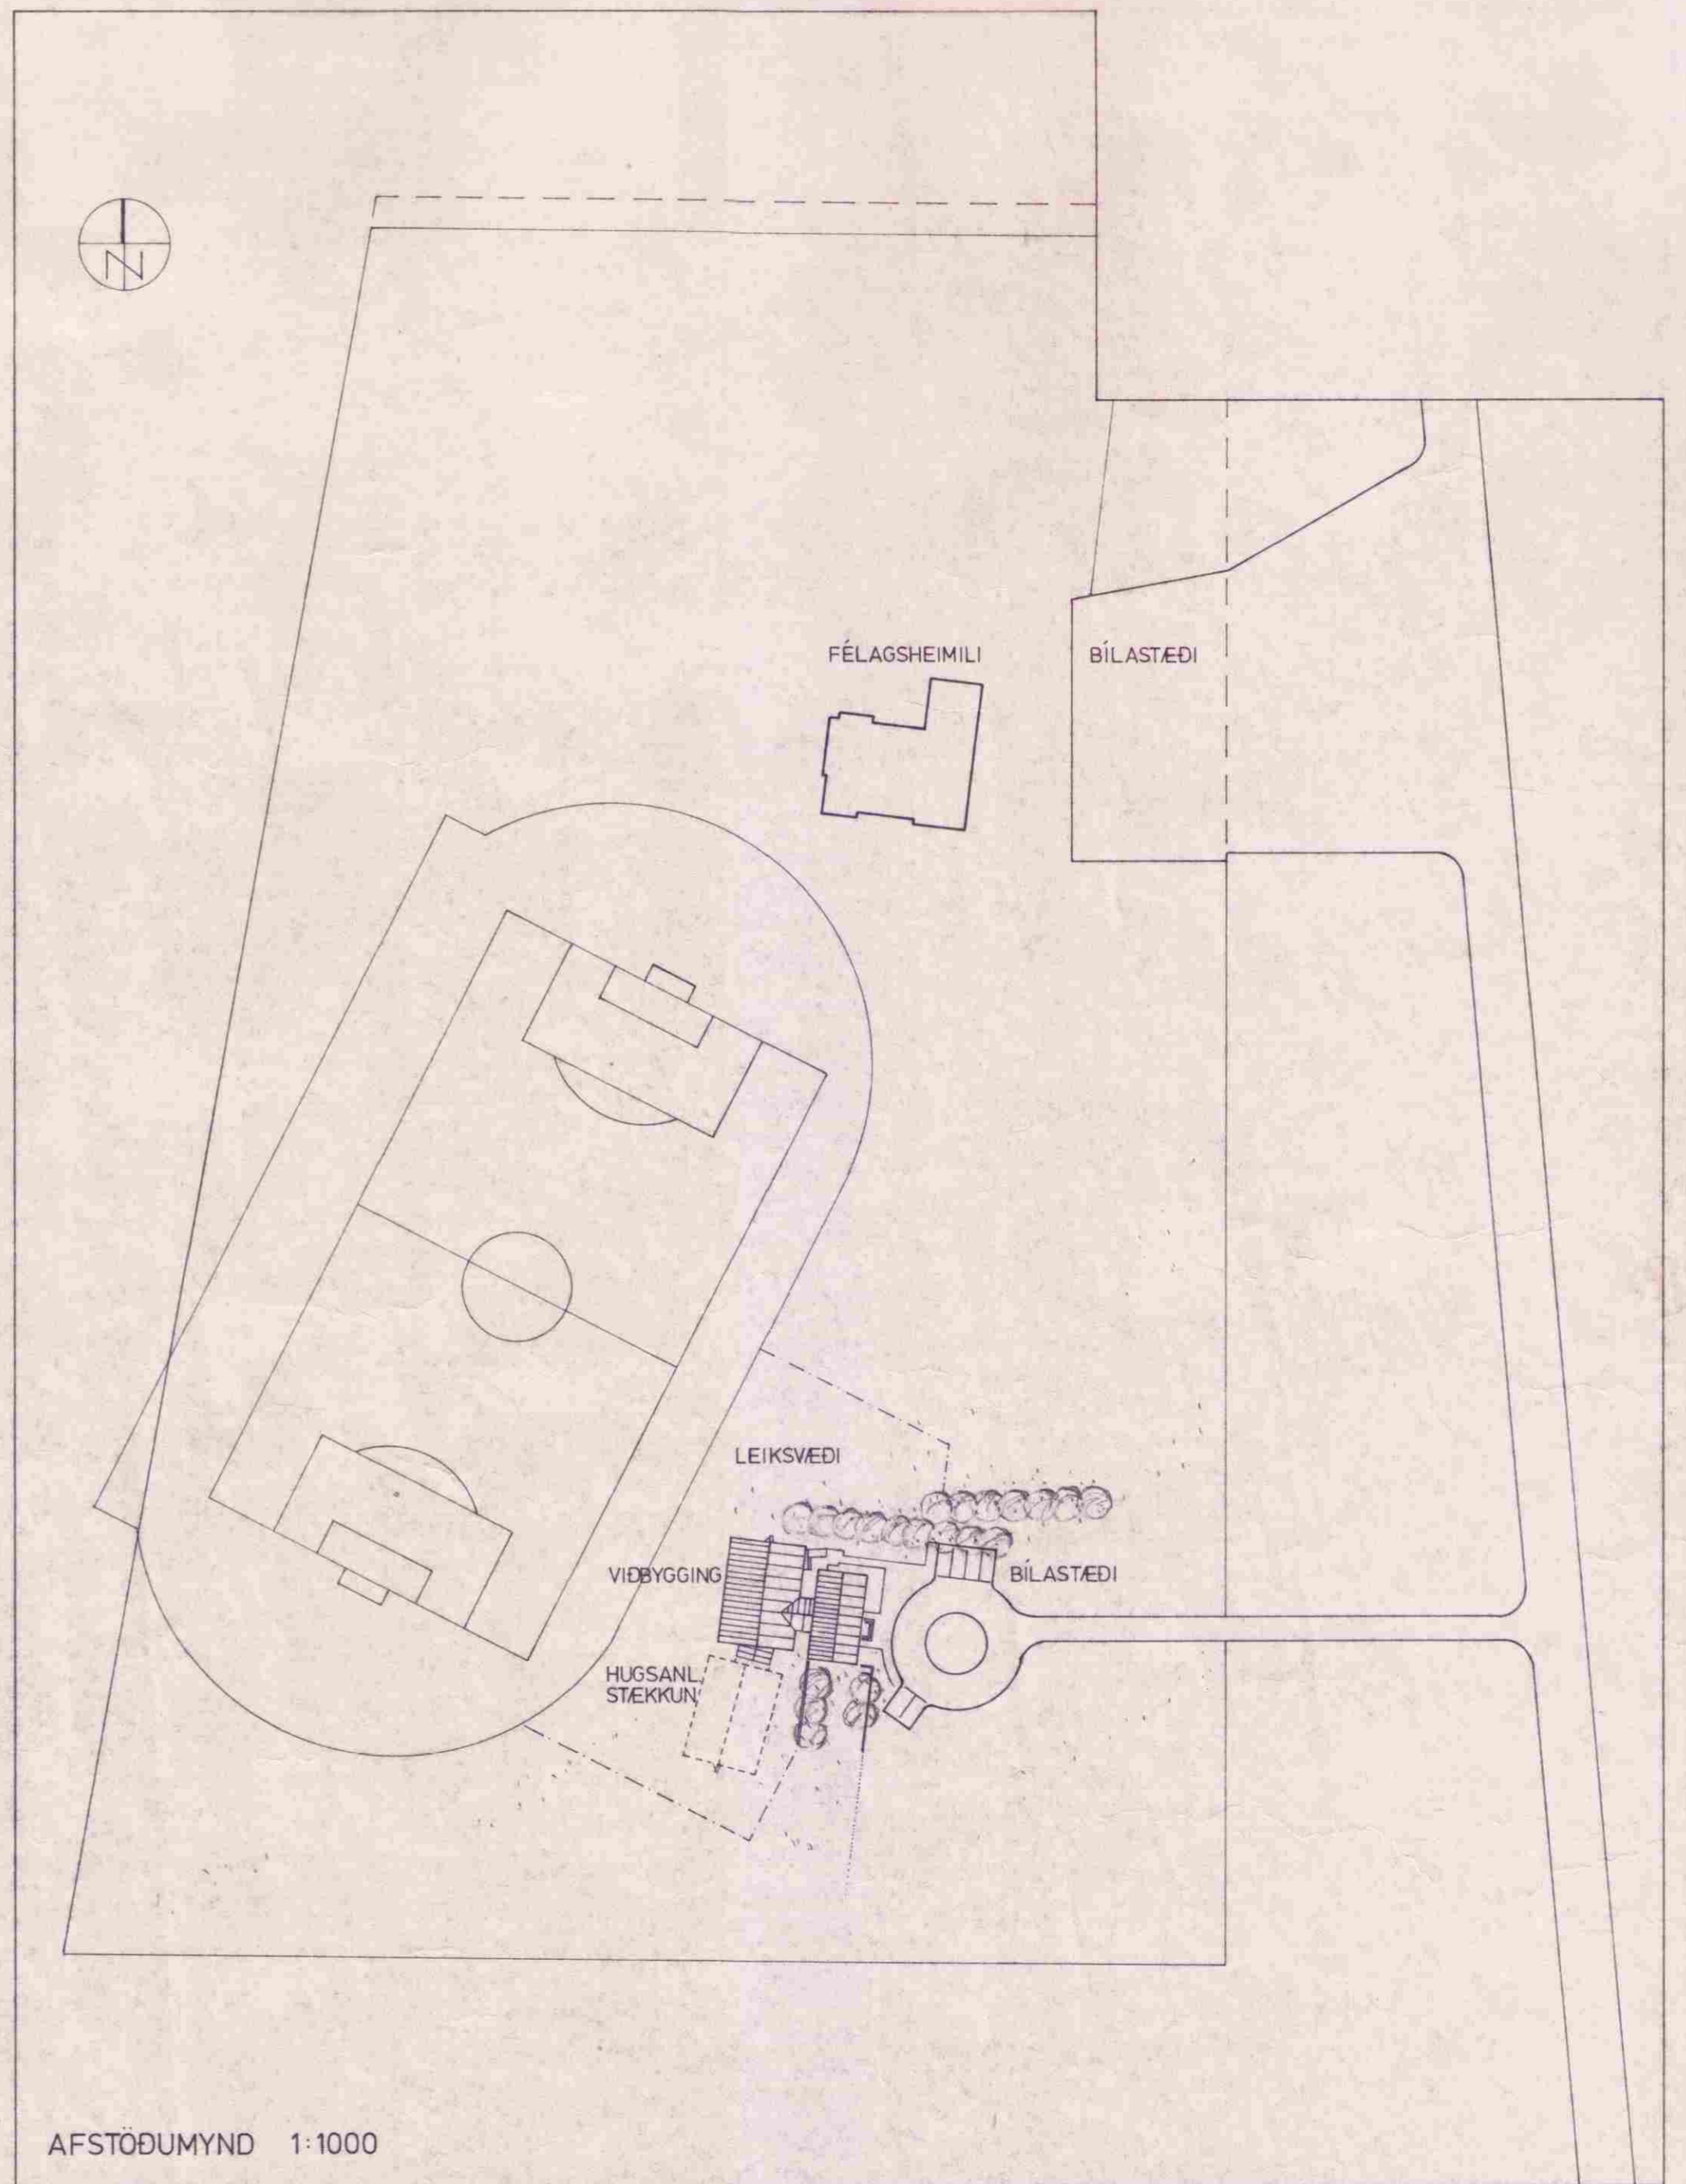 N
FÉLAGSHEIMILI
BÍLASTÆÐI
LEIKSVÆÐI
VIÐBYGGING
BÍLASTÆÐI
HUGSANL.
STÆKKUN
AFSTÖÐUMYND 1:1000